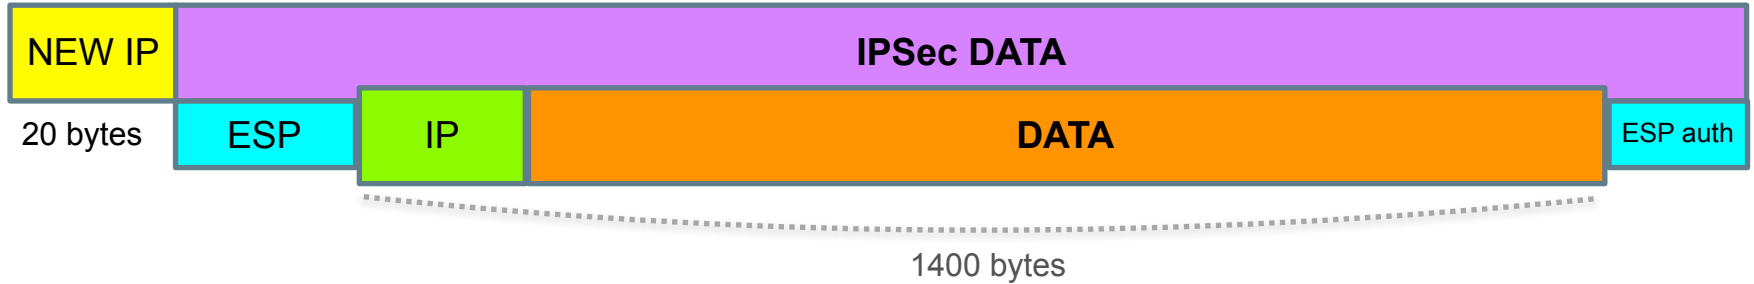 NEW IP
IPSec DATA
20 bytes
ESP
IP
DATA
ESP auth
1400 bytes